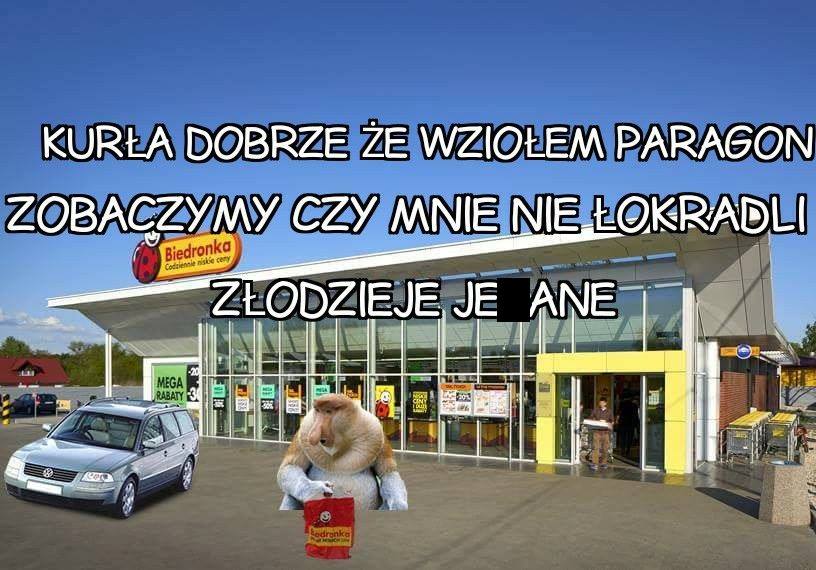 KURŁA DOBRZE ŻE WZIOŁEM PARAGON
ZOBACZYMY CZY MNIE NIE ŁOKRADLI
Biedronka
Codziennie niskie ceny
ZŁODZIEJE JE ANE
MEGA
RABATY
Biedronka